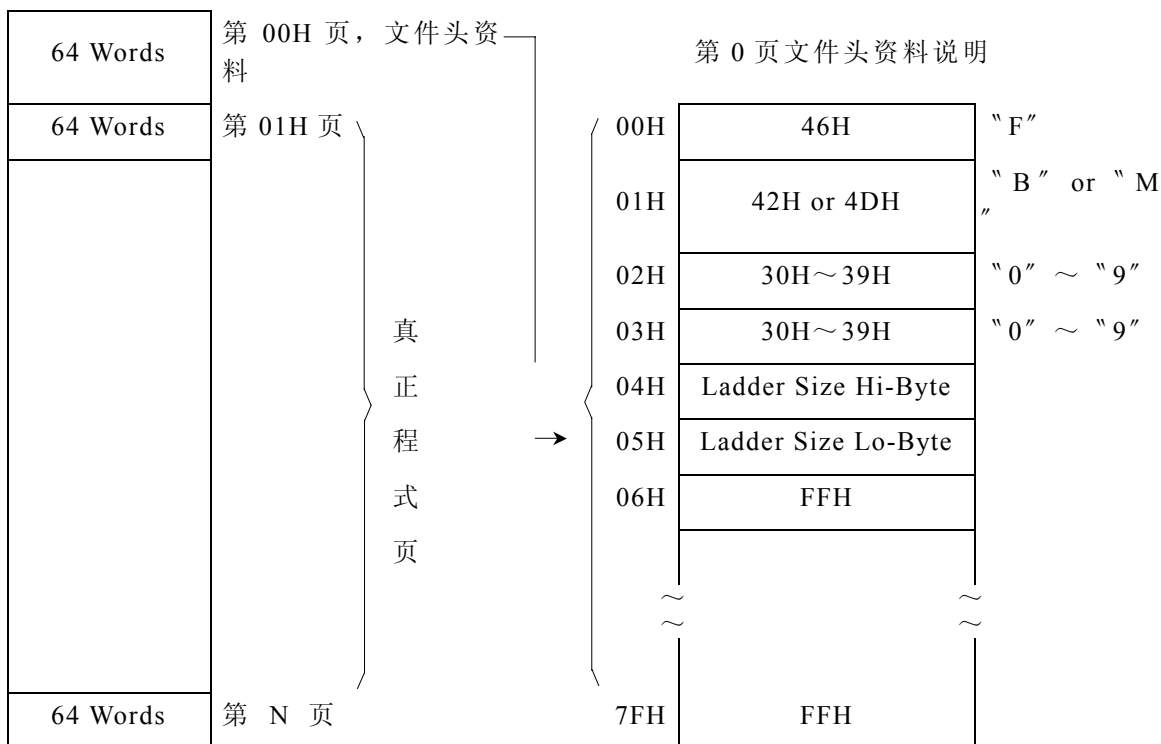 64 Words
第 00H 页，文件头资
料
第 0 页文件头资料说明
64 Words
第 01H 页
真
正
程
式
页
64 Words
第 N 页
00H 46H 〝F〞
01H 42H or 4DH 〝B〞 or 〝M
〞
02H 30H～39H 〝0〞～〝9〞
03H 30H～39H 〝0〞～〝9〞
04H Ladder Size Hi-Byte
05H Ladder Size Lo-Byte
06H FFH
～ ～
～ ～
7FH FFH